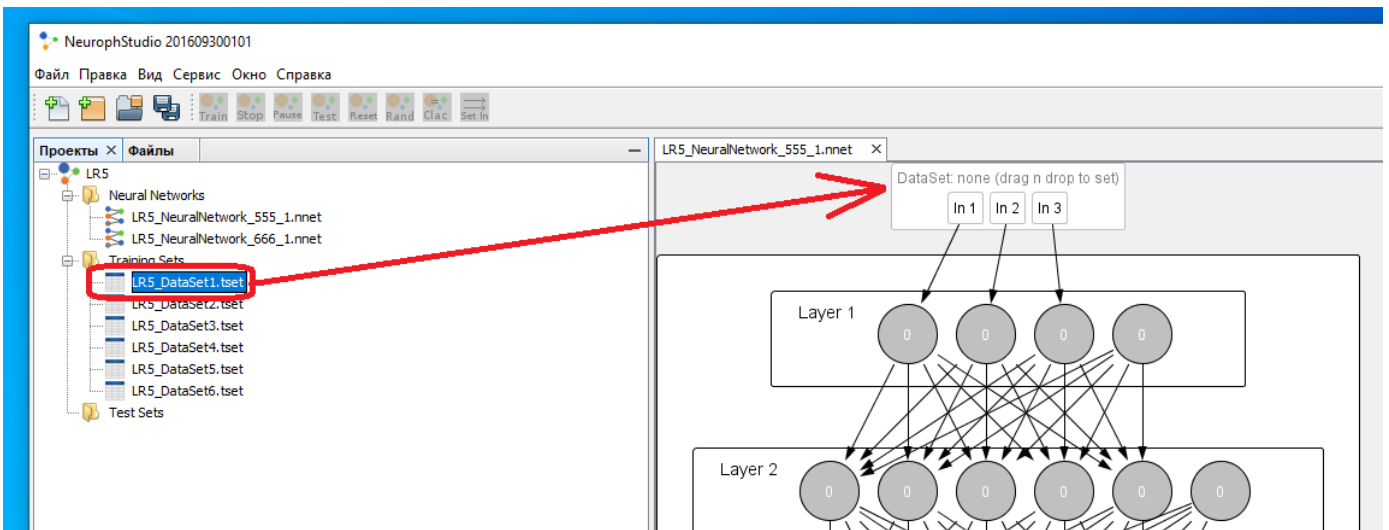 NeurophStudio 201609300101
Файл Правка Вид Сервис Окно Справка
Train Stop Pause Test Reset Rand Clac Set In
Проекты Файлы
LR5_NeuralNetwork_555_1.nnet
LR5
Neural Networks
LR5_NeuralNetwork_555_1.nnet
LR5_NeuralNetwork_666_1.nnet
Training Sets
LR5_DataSet1.tset
LR5_DataSet2.tset
LR5_DataSet3.tset
LR5_DataSet4.tset
LR5_DataSet5.tset
LR5_DataSet6.tset
Test Sets
DataSet: none (drag n drop to set)
In 1 In 2 In 3
Layer 1
0 0 0 0
Layer 2
0 0 0 0 0 0